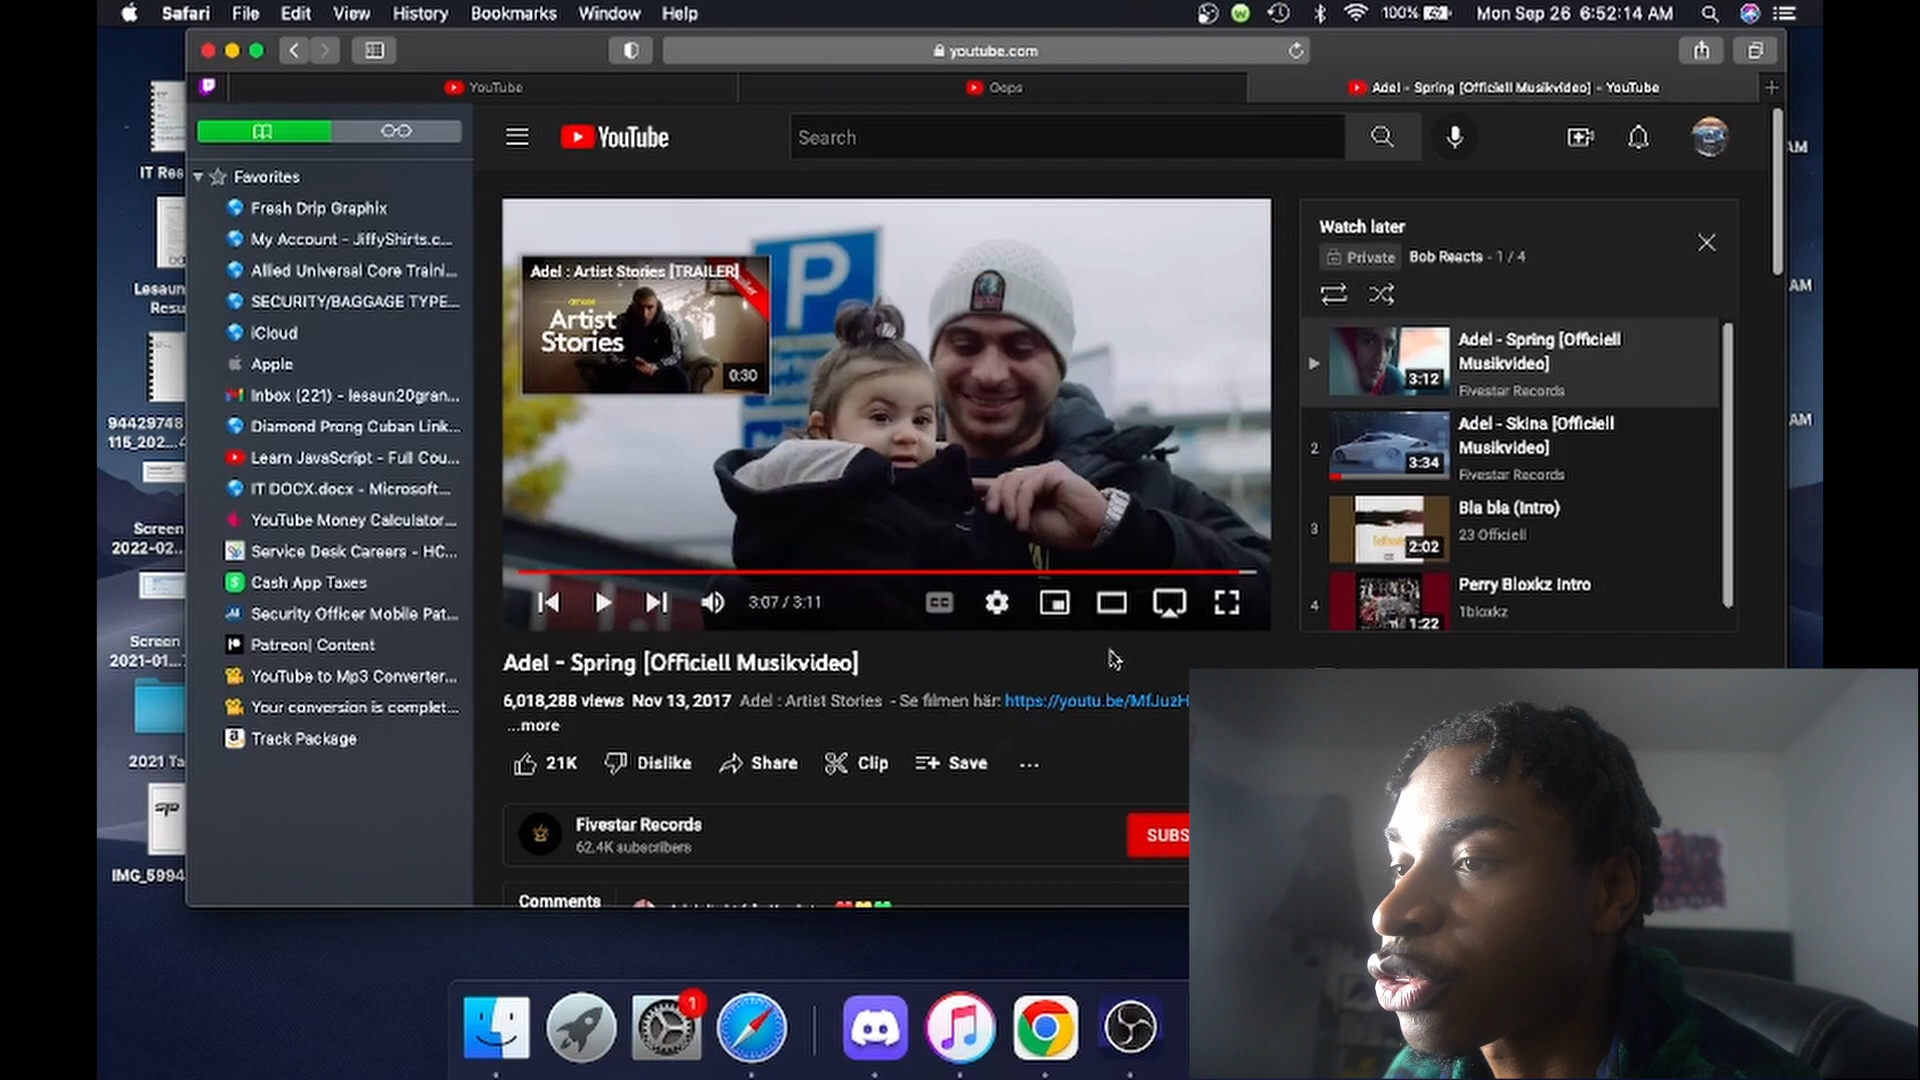 Safari File Edit View History Bookmarks Window Help
100% Mon Sep 26 6:52:14 AM
youtube.com
YouTube
Oops
Adel - Spring [Officiell Musikvideo] - YouTube
YouTube
Search
Favorites
Fresh Drip Graphix
My Account - JiffyShirts.c...
Allied Universal Core Traini...
SECURITY/BAGGAGE TYPE...
iCloud
Apple
Inbox (221) - lesaun20gran...
Diamond Prong Cuban Link...
Learn JavaScript - Full Cou...
IT DOCX.docx - Microsoft...
YouTube Money Calculator...
Service Desk Careers - HC...
Cash App Taxes
Security Officer Mobile Pat...
Patreon| Content
YouTube to Mp3 Converter...
Your conversion is complet...
Track Package
IT Res
Lesaun
Resu
94429748
115_202...
Screen
2022-02...
Screen
2021-01...
2021 Ta
IMG_5994
AM
AM
AM
P
Adel : Artist Stories [TRAILER]
Artist
Stories
0:30
3:07 / 3:11
CC
Adel - Spring [Officiell Musikvideo]
6,018,288 views Nov 13, 2017 Adel : Artist Stories - Se filmen här: https://youtu.be/MfJuzH
...more
21K Dislike Share Clip Save ...
Fivestar Records
62.4K subscribers
SUBS
Comments
Watch later
Private Bob Reacts - 1 / 4
Adel - Spring [Officiell
Musikvideo]
Fivestar Records
3:12
2
Adel - Skina [Officiell
Musikvideo]
Fivestar Records
3:34
3
Bla bla (Intro)
23 Officiell
2:02
4
Perry Bloxkz Intro
1bloxkz
1:22
1